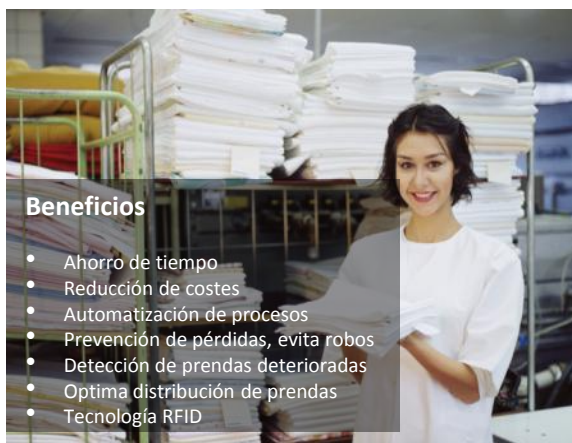 Beneficios
• Ahorro de tiempo
• Reducción de costes
• Automatización de procesos
• Prevención de pérdidas, evita robos
• Detección de prendas deterioradas
• Optima distribución de prendas
• Tecnología RFID